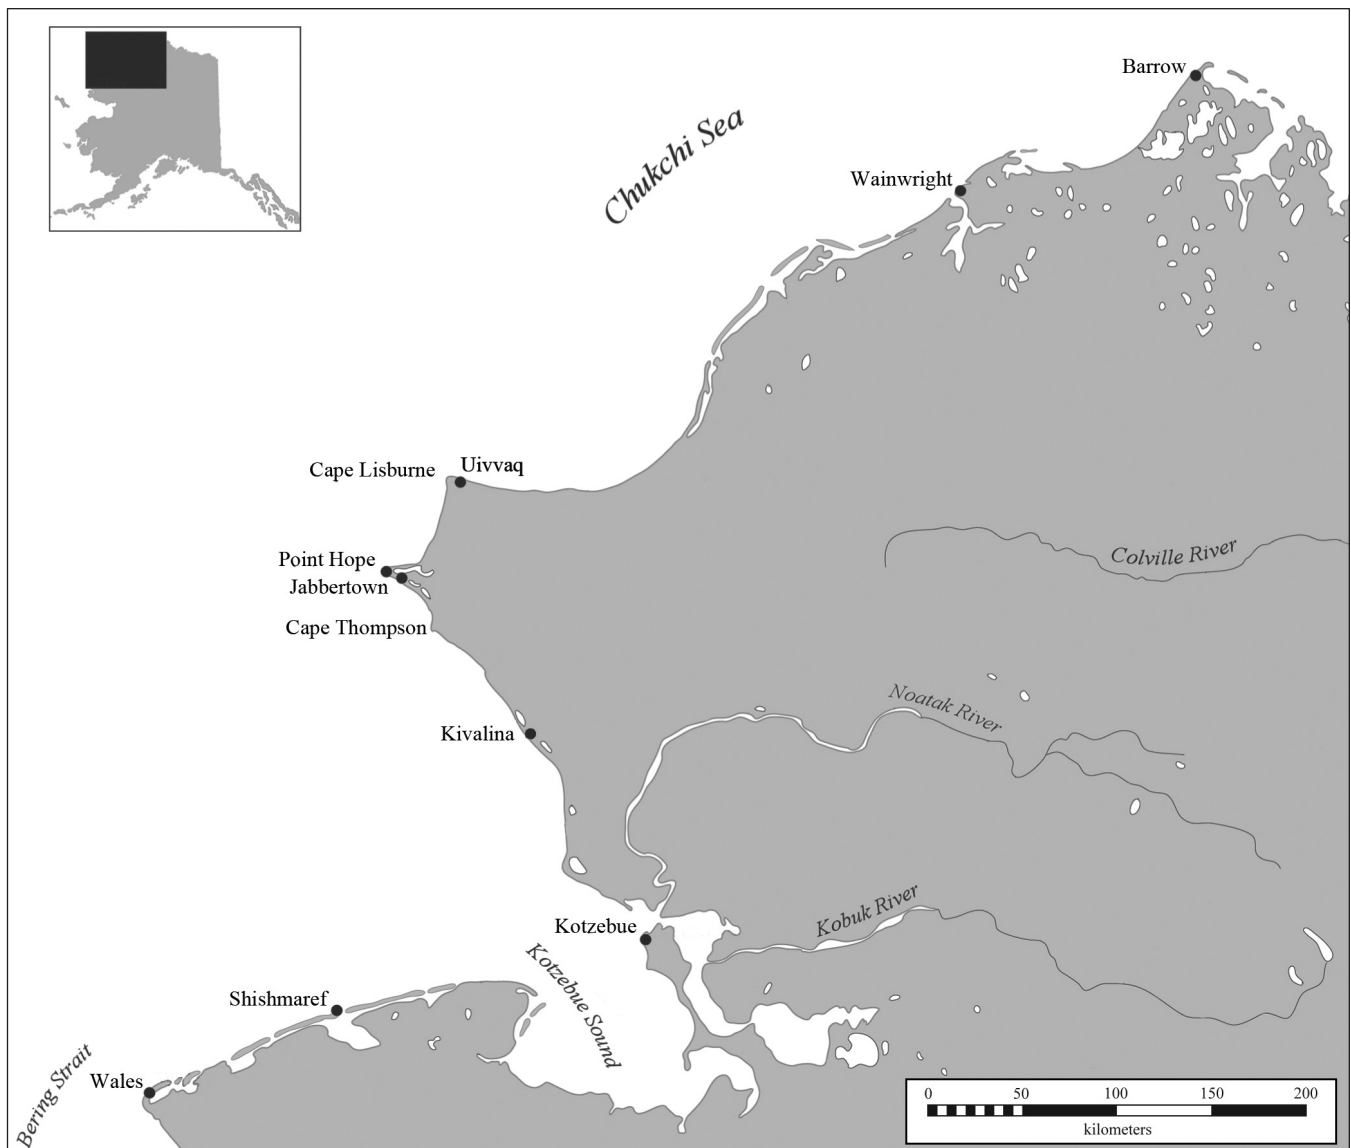 Barrow
Chukchi Sea
Wainwright
Cape Lisburne
Uivvaq
Point Hope
Colville River
Jabbertown
Cape Thompson
Noatak River
Kivalina
Kobuk River
Kotzebue
Kotzebue Sound
Shishmaref
Bering Strait
Wales
0 50 100 150 200
kilometers